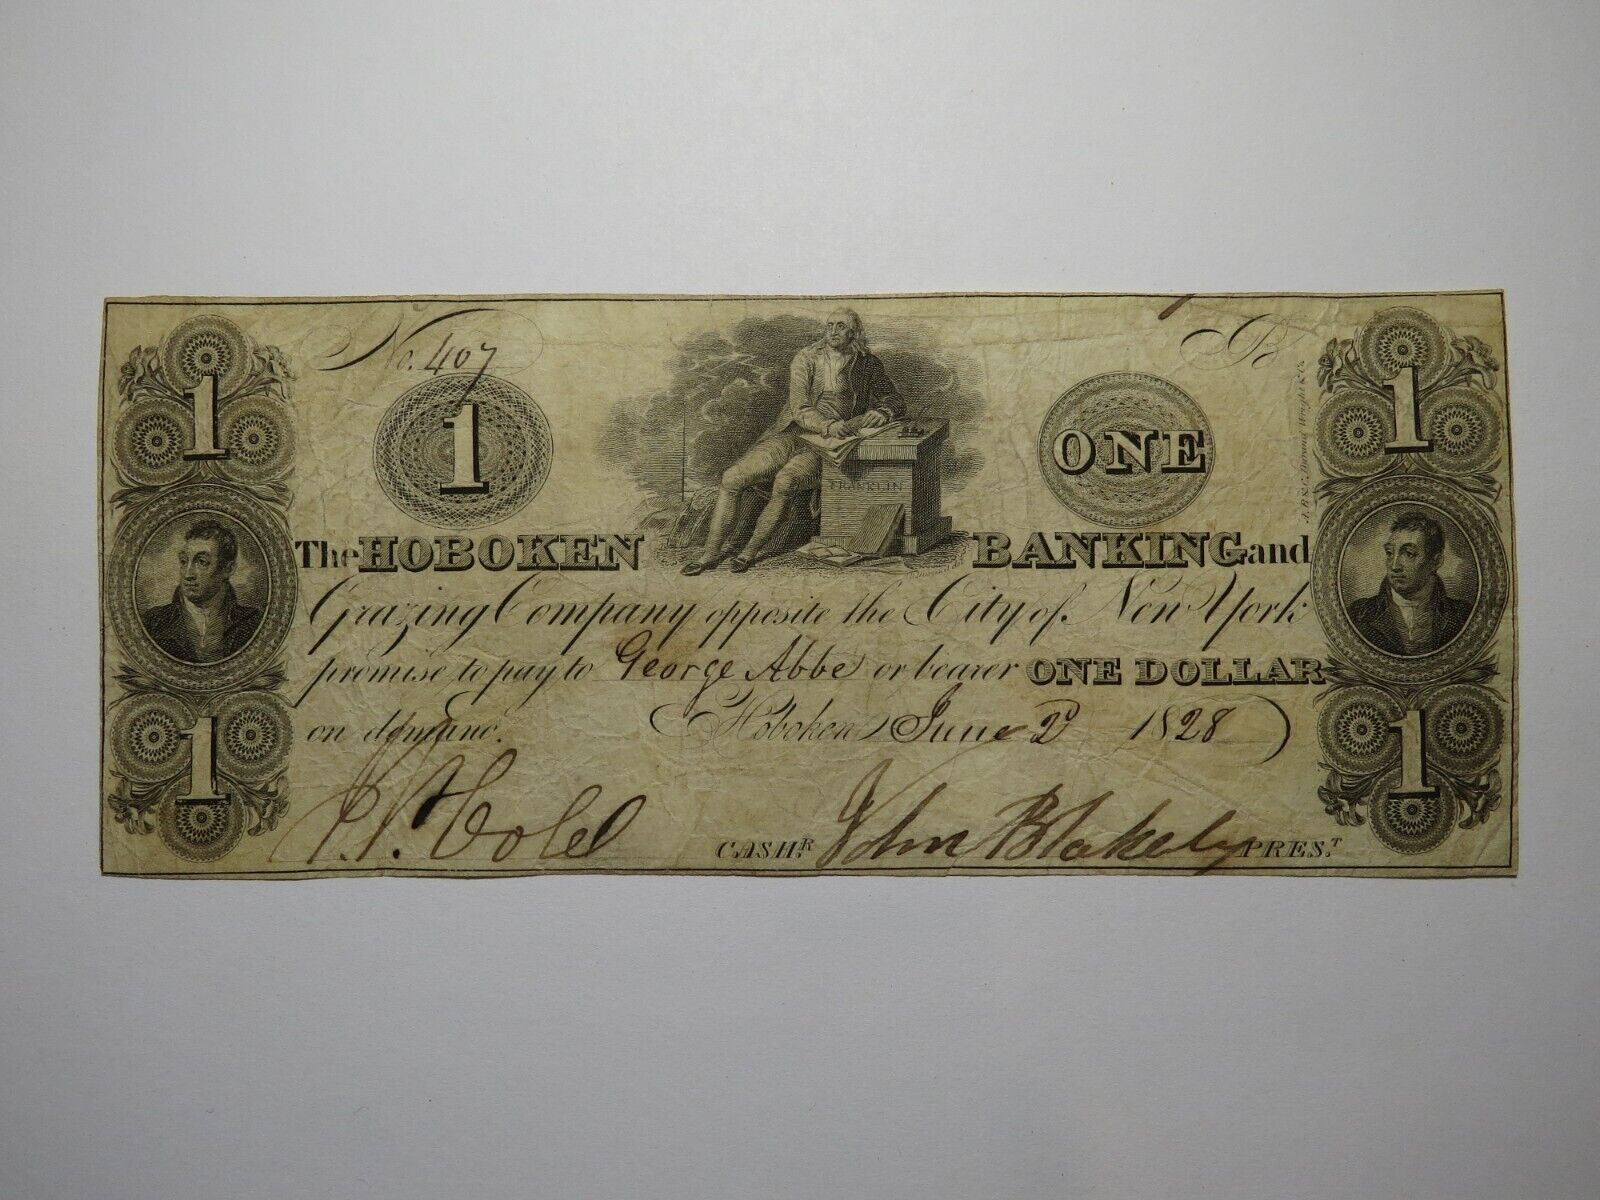 No. 407
B
1
1
ONE
1
FRANKLIN
The HOBOKEN BANKING and
Grazing Company opposite the City of New York
promise to pay to George Abbe or bearer ONE DOLLAR
on demand. Hoboken June 2d 1828
CASHR. John Blakely PREST.
1
1